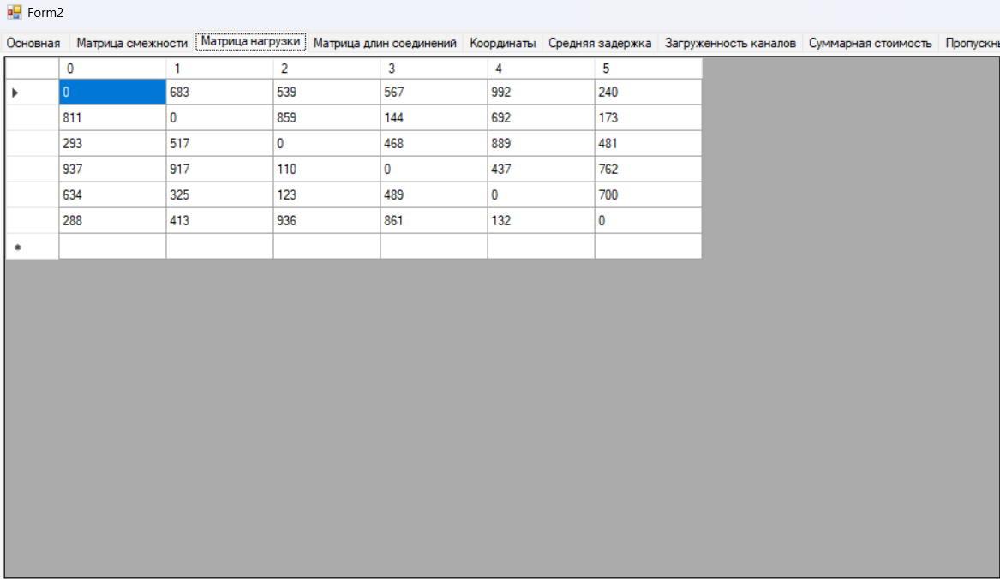 Form2
Основная Матрица смежности Матрица нагрузки Матрица длин соединений Координаты Средняя задержка Загруженность каналов Суммарная стоимость Пропускнь
0 1 2 3 4 5
0 683 539 567 992 240
811 0 859 144 692 173
293 517 0 468 889 481
937 917 110 0 437 762
634 325 123 489 0 700
288 413 936 861 132 0